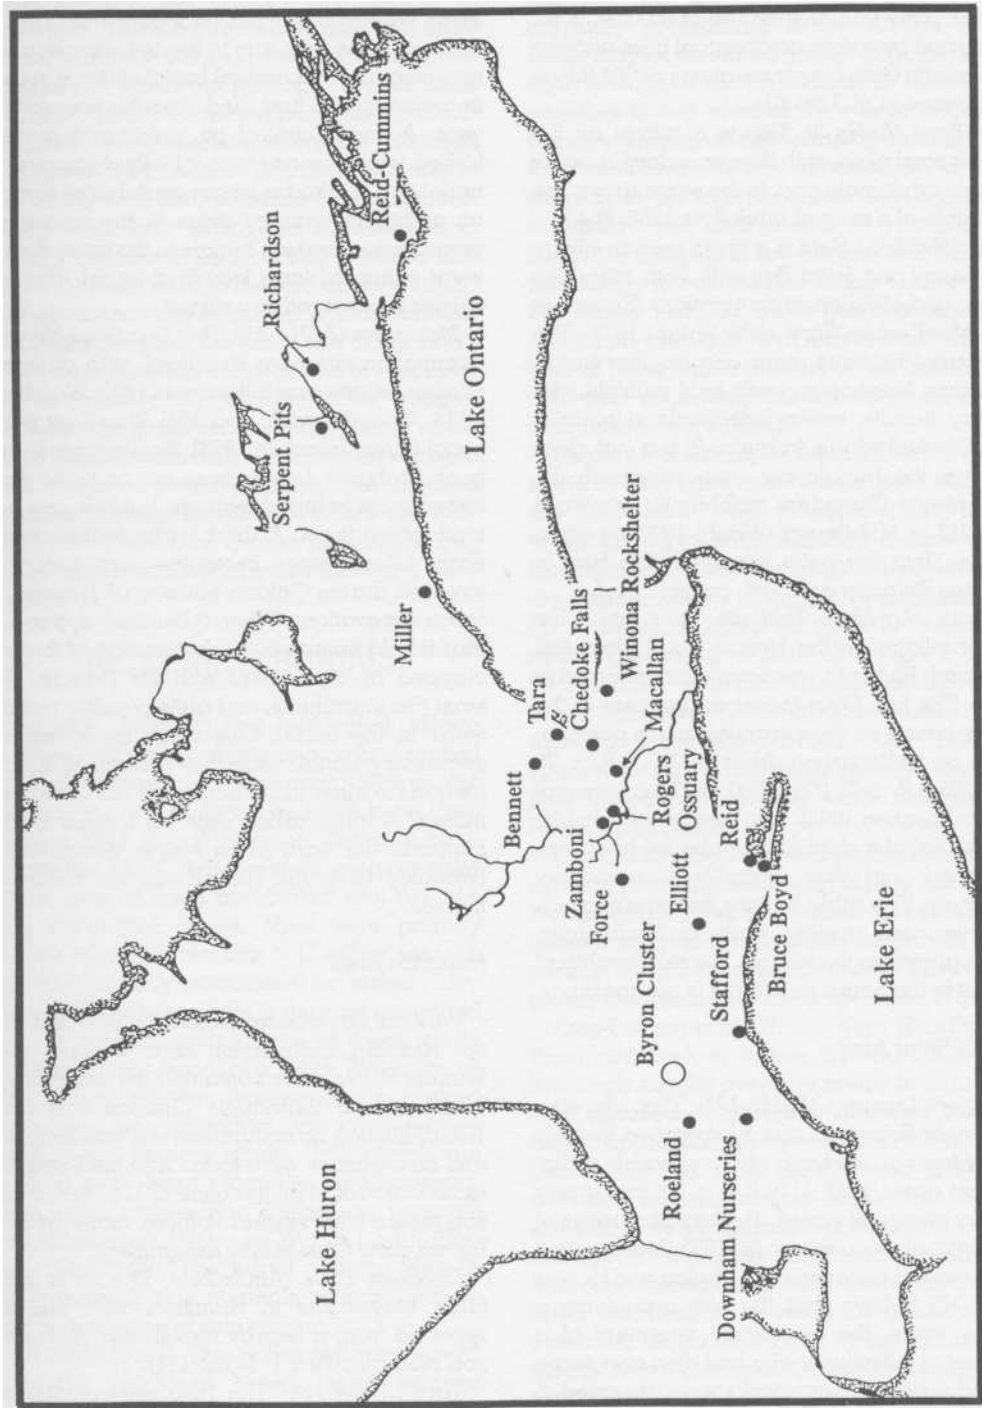 Lake Huron
Lake Ontario
Lake Erie
Richardson
Reid-Cummins
Serpent Pits
Miller
Tara
Chedoke Falls
Winona Rockshelter
Bennett
Macallan
Zamboni
Rogers
Ossuary
Force
Elliott
Reid
Byron Cluster
Stafford
Bruce Boyd
Roeland
Downham Nurseries